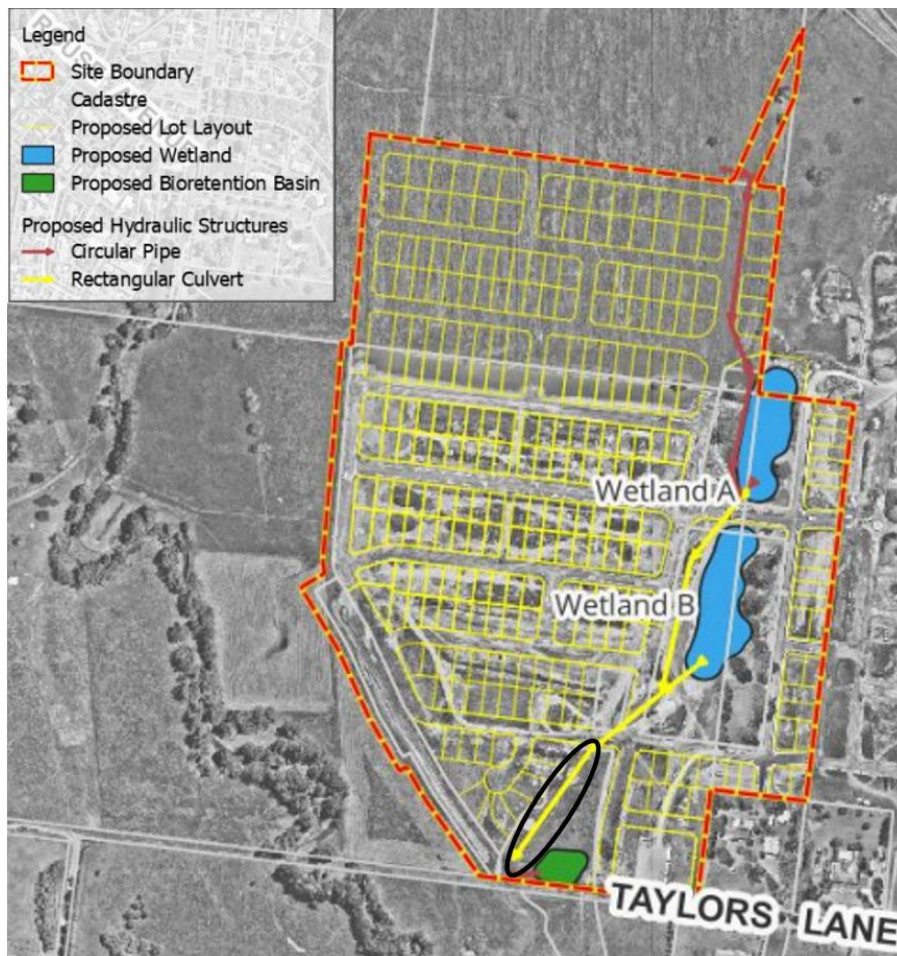 Legend
Site Boundary
Cadastre
Proposed Lot Layout
Proposed Wetland
Proposed Bioretention Basin
Proposed Hydraulic Structures
Circular Pipe
Rectangular Culvert
Wetland A
Wetland B
TAYLORS LANE